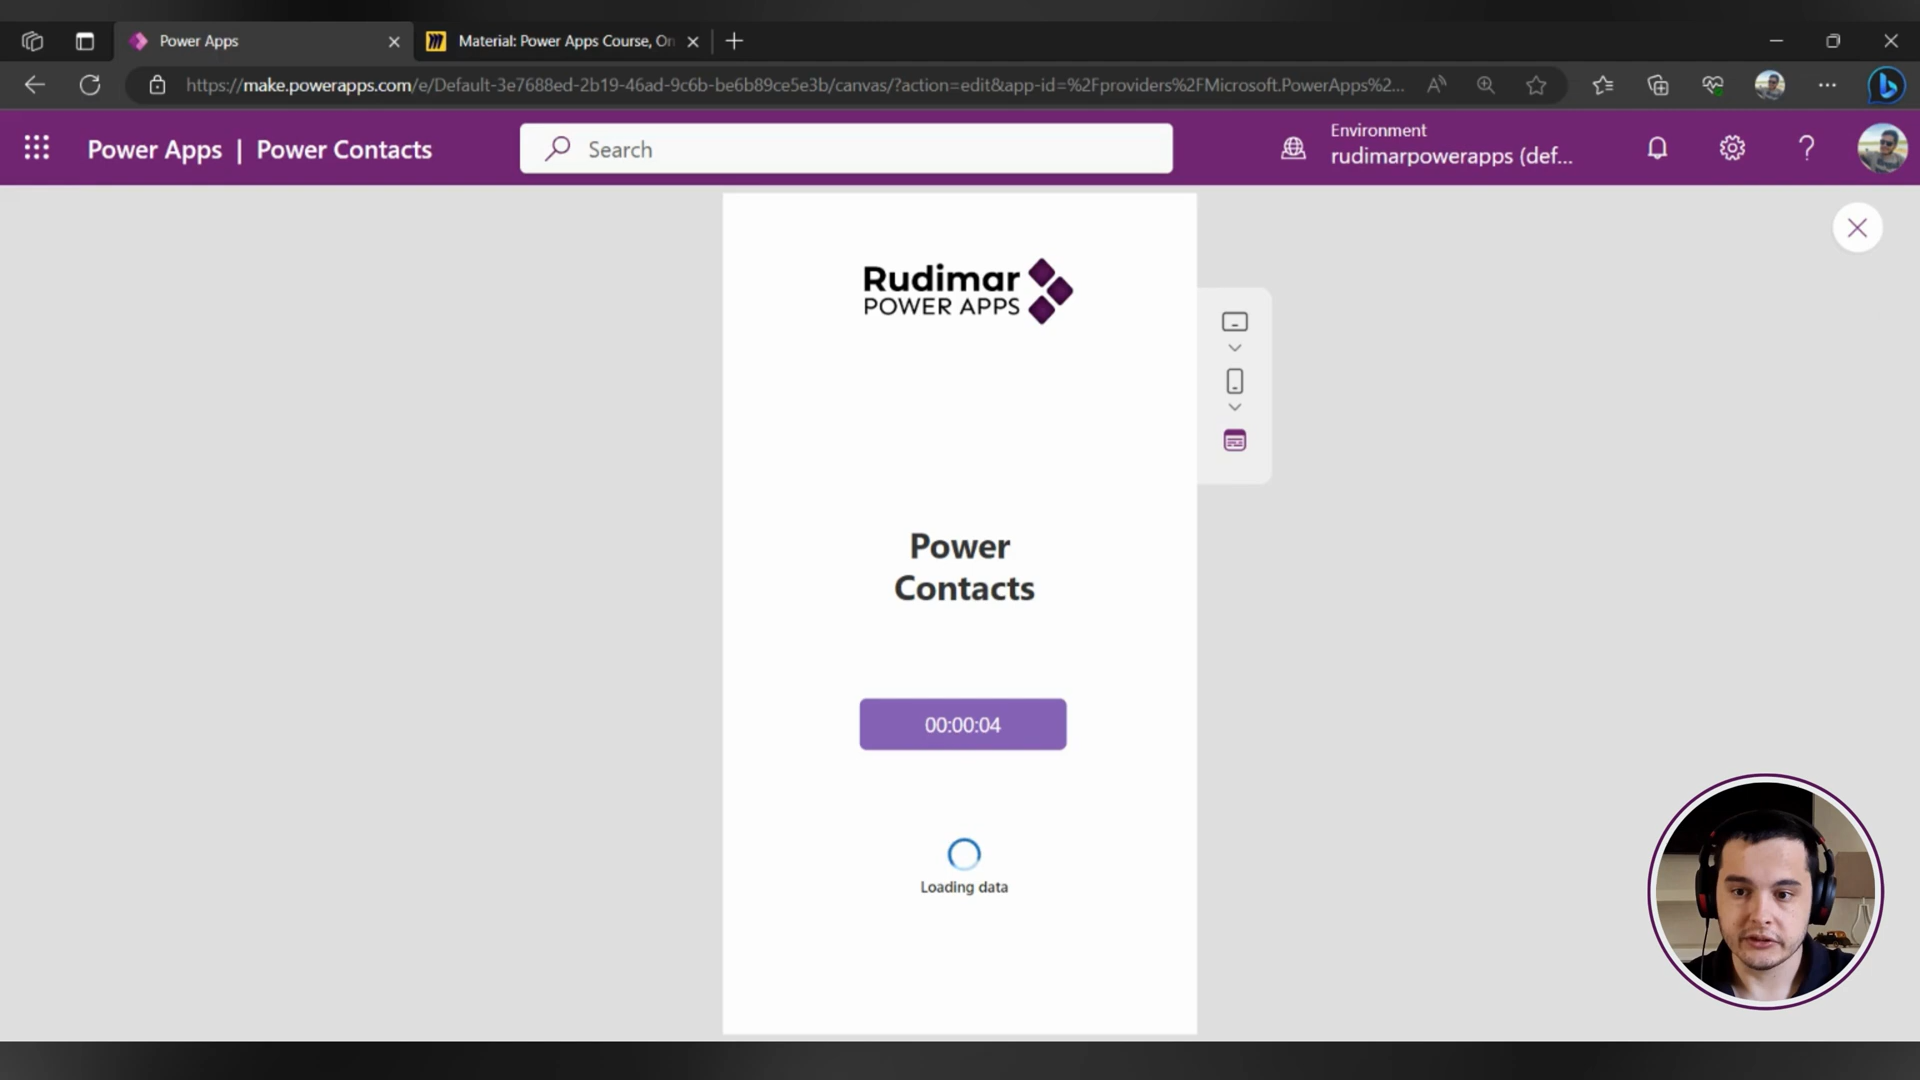 Power Apps
Material: Power Apps Course, On
https://make.powerapps.com/e/Default-3e7688ed-2b19-46ad-9c6b-be6b89ce5e3b/canvas/?action=edit&app-id=%2Fproviders%2FMicrosoft.PowerApps%2...
Power Apps | Power Contacts
Search
Environment
rudimarpowerapps (def...
Rudimar
POWER APPS
Power
Contacts
00:00:04
Loading data